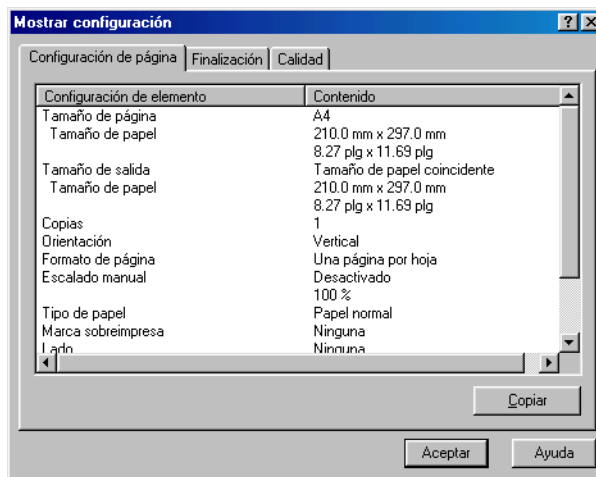 Mostrar configuración
Configuración de página Finalización Calidad
Configuración de elemento Contenido
Tamaño de página A4
Tamaño de papel 210.0 mm x 297.0 mm
8.27 plg x 11.69 plg
Tamaño de salida Tamaño de papel coincidente
Tamaño de papel 210.0 mm x 297.0 mm
8.27 plg x 11.69 plg
Copias 1
Orientación Vertical
Formato de página Una página por hoja
Escalado manual Desactivado
100 %
Tipo de papel Papel normal
Marca sobreimpresa Ninguna
Lado Ninguna
Copiar
Aceptar Ayuda